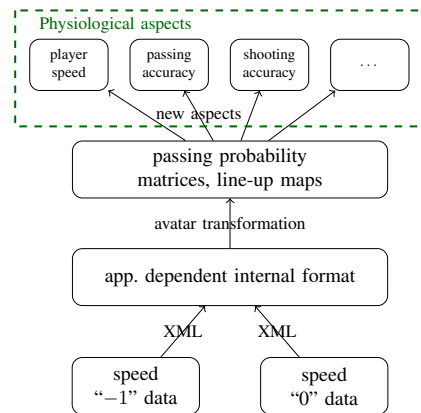 Physiological aspects
player
speed
passing
accuracy
shooting
accuracy
...
new aspects
passing probability
matrices, line-up maps
avatar transformation
app. dependent internal format
XML
XML
speed
“−1” data
speed
“0” data